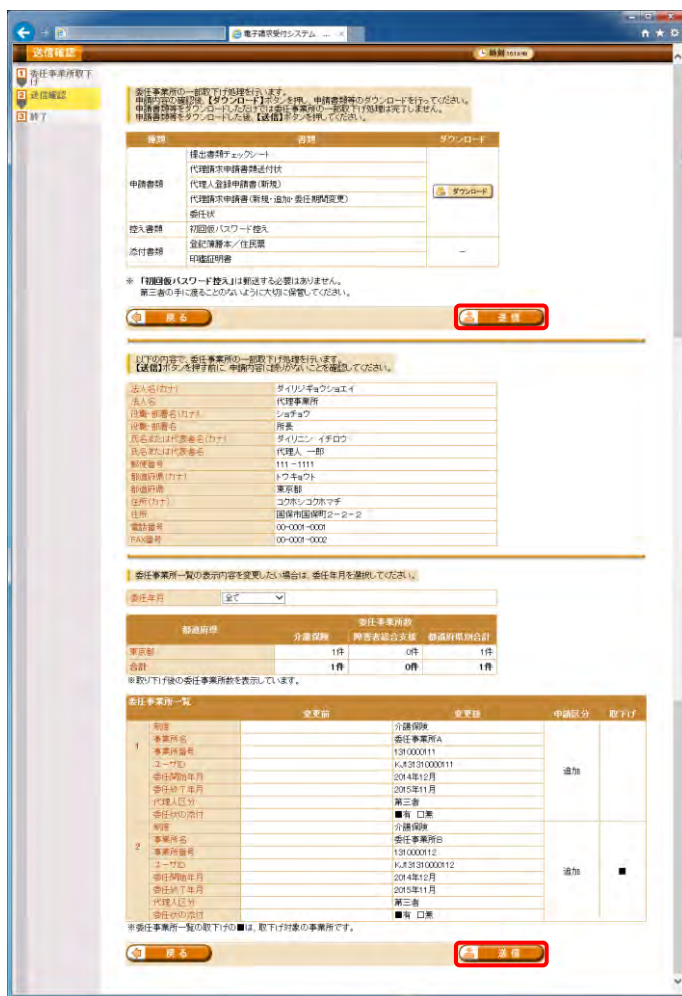 電子請求受付システム ...
送信確認
時刻
1 委任事業所取下げ
2 送信確認
3 終了
委任事業所の一部取下げ処理を行います。
申請内容の確認後、【ダウンロード】ボタンを押し、申請書類等のダウンロードを行ってください。
申請書類等をダウンロードしただけでは委任事業所の一部取下げ処理は完了しません。
申請書類等をダウンロードした後、【送信】ボタンを押してください。
種類 書類 ダウンロード
申請書類 提出書類チェックシート
代理請求申請書類送付状
代理人登録申請書(新規)
代理請求申請書(新規・追加・委任期間変更)
委任状
ダウンロード
控え書類 初回仮パスワード控え
添付書類 登記簿謄本/住民票
印鑑証明書
－
※ 「初回仮パスワード控え」は郵送する必要はありません。
第三者の手に渡ることのないように大切に保管してください。
戻る 送信
以下の内容で、委任事業所の一部取下げ処理を行います。
【送信】ボタンを押す前に、申請内容に誤りがないことを確認してください。
法人名(カナ) ダイリジギョウショエイ
法人名 代理事業所
役職・部署名(カナ) ショチョウ
役職・部署名 所長
氏名または代表者名(カナ) ダイリニン イチロウ
氏名または代表者名 代理人 一郎
郵便番号 111-1111
都道府県(カナ) トウキョウト
都道府県 東京都
住所(カナ) コクホシコクホマチ
住所 国保市国保町2-2-2
電話番号 00-0001-0001
FAX番号 00-0001-0002
委任事業所一覧の表示内容を変更したい場合は、委任年月を選択してください。
委任年月 全て
都道府県 委任事業所数
介護保険 障害者総合支援 都道府県別合計
東京都 1件 0件 1件
合計 1件 0件 1件
※取り下げ後の委任事業所数を表示しています。
委任事業所一覧
変更前 変更後 申請区分 取下げ
1
制度 介護保険
事業所名 委任事業所A
事業所番号 1310000111
ユーザID KJ131310000111
委任開始年月 2014年12月
委任終了年月 2015年11月
代理人区分 第三者
委任状の添付 ■有 □無
追加
2
制度 介護保険
事業所名 委任事業所B
事業所番号 1310000112
ユーザID KJ131310000112
委任開始年月 2014年12月
委任終了年月 2015年11月
代理人区分 第三者
委任状の添付 ■有 □無
追加 ■
※委任事業所一覧の取下げの■は、取下げ対象の事業所です。
戻る 送信